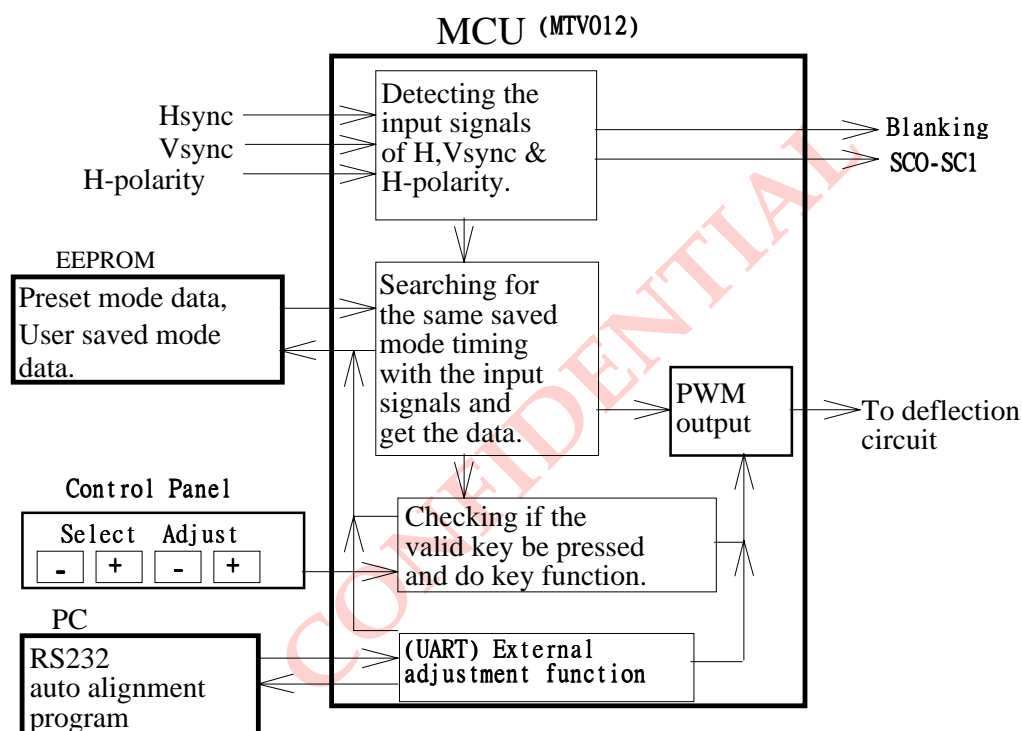 MCU (MTV012)
Hsync
Vsync
H-polarity
Detecting the
input signals
of H,Vsync &
H-polarity.
Blanking
SCO-SC1
EEPROM
Preset mode data,
User saved mode
data.
Searching for
the same saved
mode timing
with the input
signals and
get the data.
PWM
output
To deflection
circuit
Control Panel
Select Adjust
- + - +
Checking if the
valid key be pressed
and do key function.
PC
RS232
auto alignment
program
(UART) External
adjustment function
CONFIDENTIAL